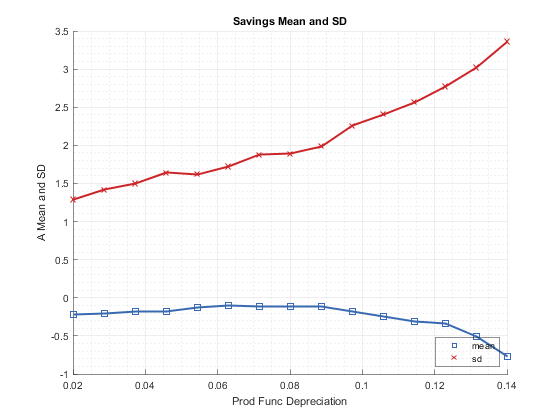 Savings Mean and SD
3.5
3
2.5
2
1.5
1
0.5
0
-0.5
-1
A Mean and SD
0.02 0.04 0.06 0.08 0.1 0.12 0.14
Prod Func Depreciation
mean
sd